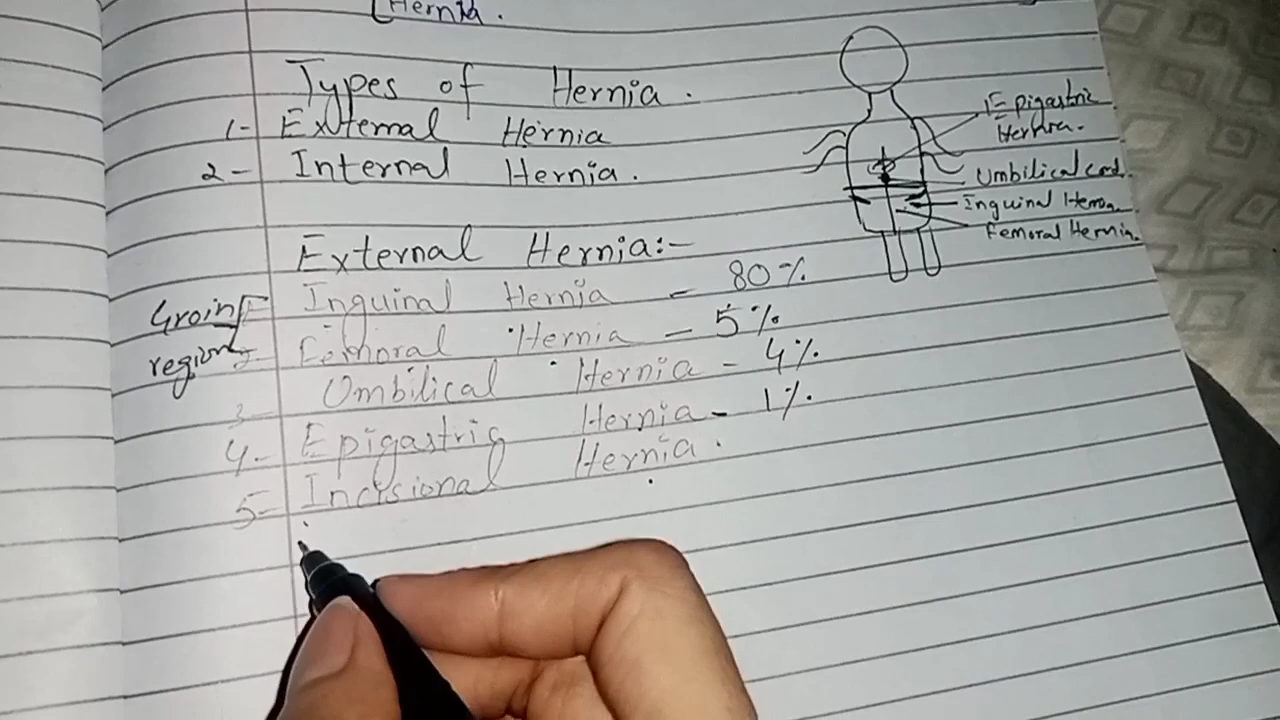 [Hernia.
Types of Hernia.
1- External Hernia
2- Internal Hernia.
External Hernia:-
Groin region
Inguinal Hernia - 80%
2- Femoral Hernia - 5%
3- Umbilical Hernia - 4%
4- Epigastric Hernia - 1%
5- Incisional Hernia.
Epigastric
Hernia.
Umbilical cord.
Inguinal Hernia
Femoral Hernia.